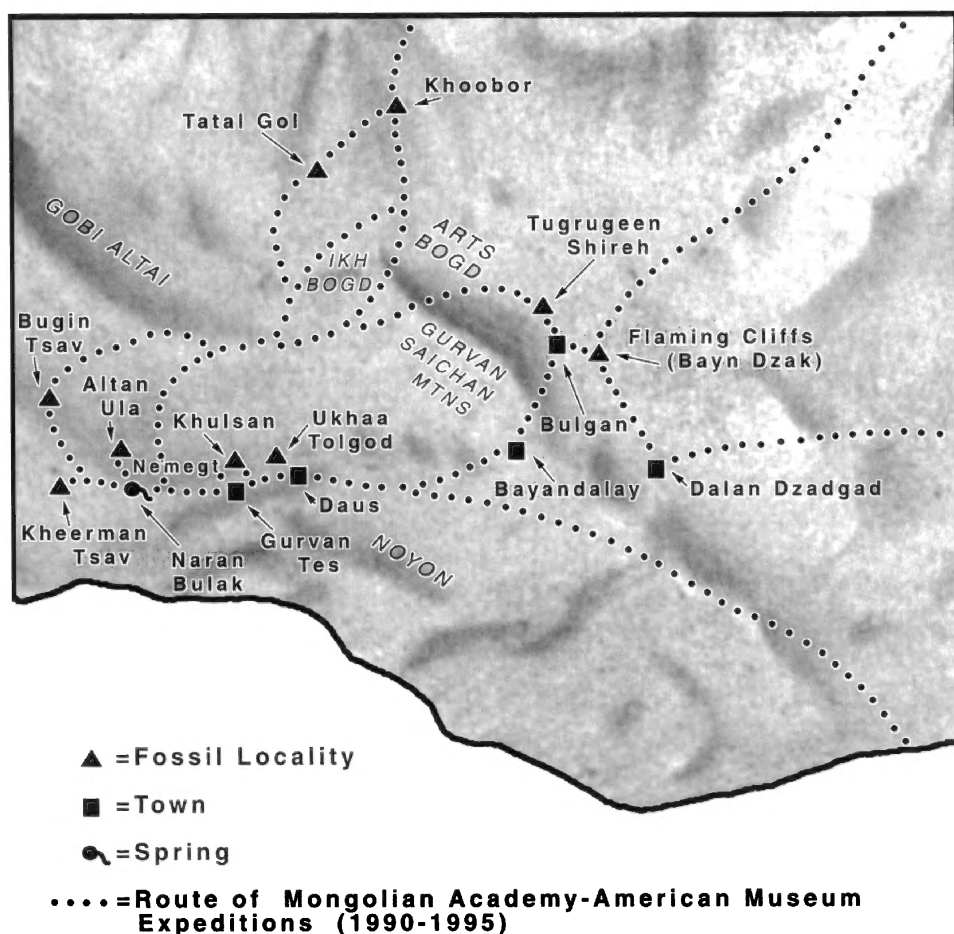 Khoobor
Tatal Gol
GOBI ALTAI
IKH
BOGD
ARTS
BOGD
Tugrugeen
Shireh
Bugin
Tsav
GURVAN
SAICHAN
MTNS
Flaming Cliffs
(Bayn Dzak)
Altan
Ula
Khulsan
Ukhaa
Tolgod
Bulgan
Nemegt
Daus
Bayandalay
Dalan Dzadgad
Kheerman
Tsav
Naran
Bulak
Gurvan
Tes
NOYON
=Fossil Locality
=Town
=Spring
....=Route of Mongolian Academy-American Museum
Expeditions (1990-1995)